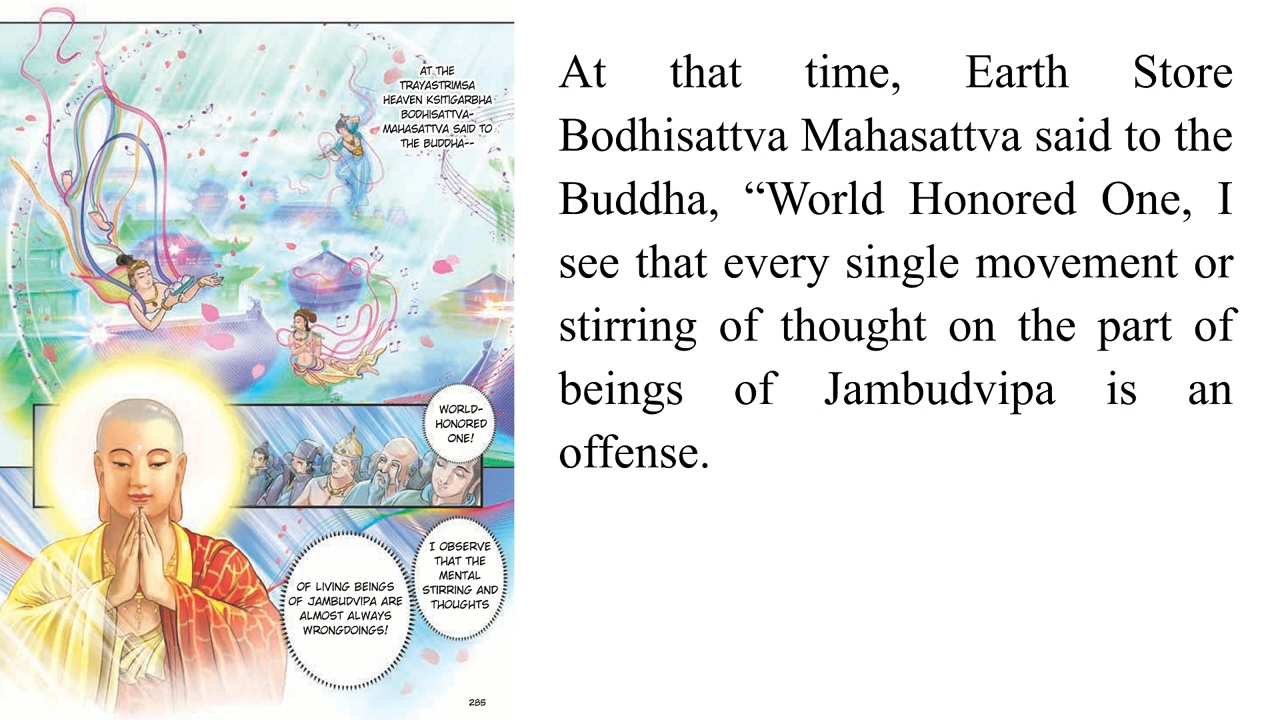 AT THE
TRAYASTRIMSA
HEAVEN KSITIGARBHA
BODHISATTVA-
MAHASATTVA SAID TO
THE BUDDHA--
WORLD-
HONORED
ONE!
I OBSERVE
THAT THE
MENTAL
STIRRING AND
THOUGHTS
OF LIVING BEINGS
OF JAMBUDVIPA ARE
ALMOST ALWAYS
WRONGDOINGS!
285
At that time, Earth Store
Bodhisattva Mahasattva said to the
Buddha, “World Honored One, I
see that every single movement or
stirring of thought on the part of
beings of Jambudvipa is an
offense.